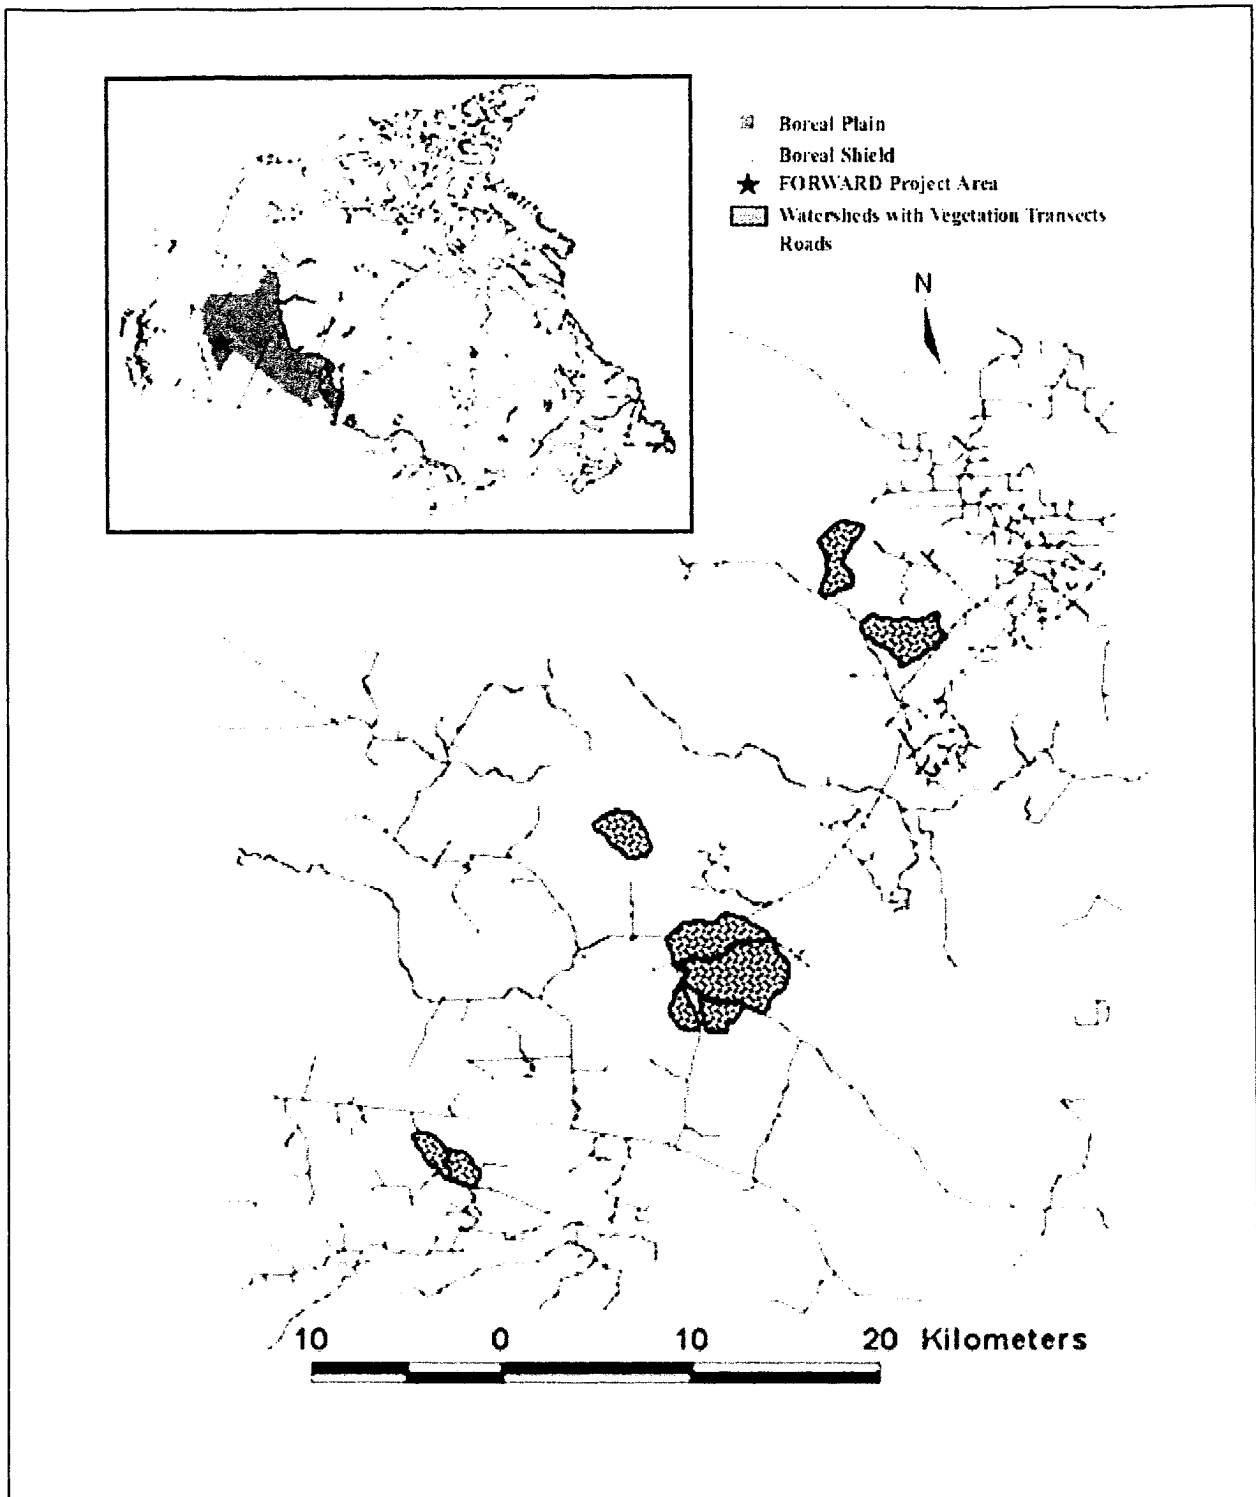 Boreal Plain
Boreal Shield
FORWARD Project Area
Watersheds with Vegetation Transects
Roads
N
10 0 10 20 Kilometers